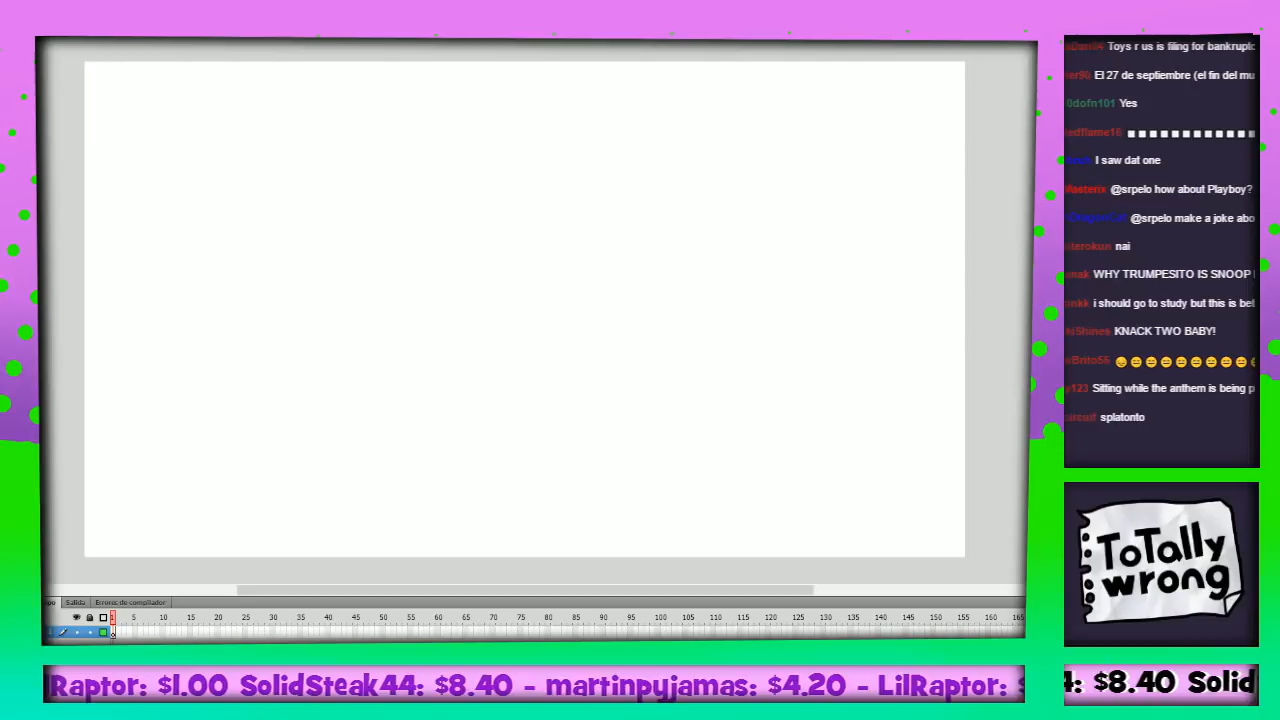 Toys r us is filing for
El 27 de septiembre (el fin del mu
0dofn101 Yes
I saw dat one
Masterix @srpelo how about Playboy?
@srpelo make a joke abo
nai
WHY TRUMPESITO IS SNOOP
i should go to study but this is bet
KNACK TWO BABY!
Sitting while the anthem is being p
splatonto
ToTally
wrong
Salida Errores de compilador
5 10 15 20 25 30 35 40 45 50 55 60 65 70 75 80 85 90 95 100 105 110 115 120 125 130 135 140 145 150 155 160 165
Raptor: $1.00 SolidSteak44: $8.40 - martinpyjamas: $4.20 - LilRaptor:
4: $8.40 Solid